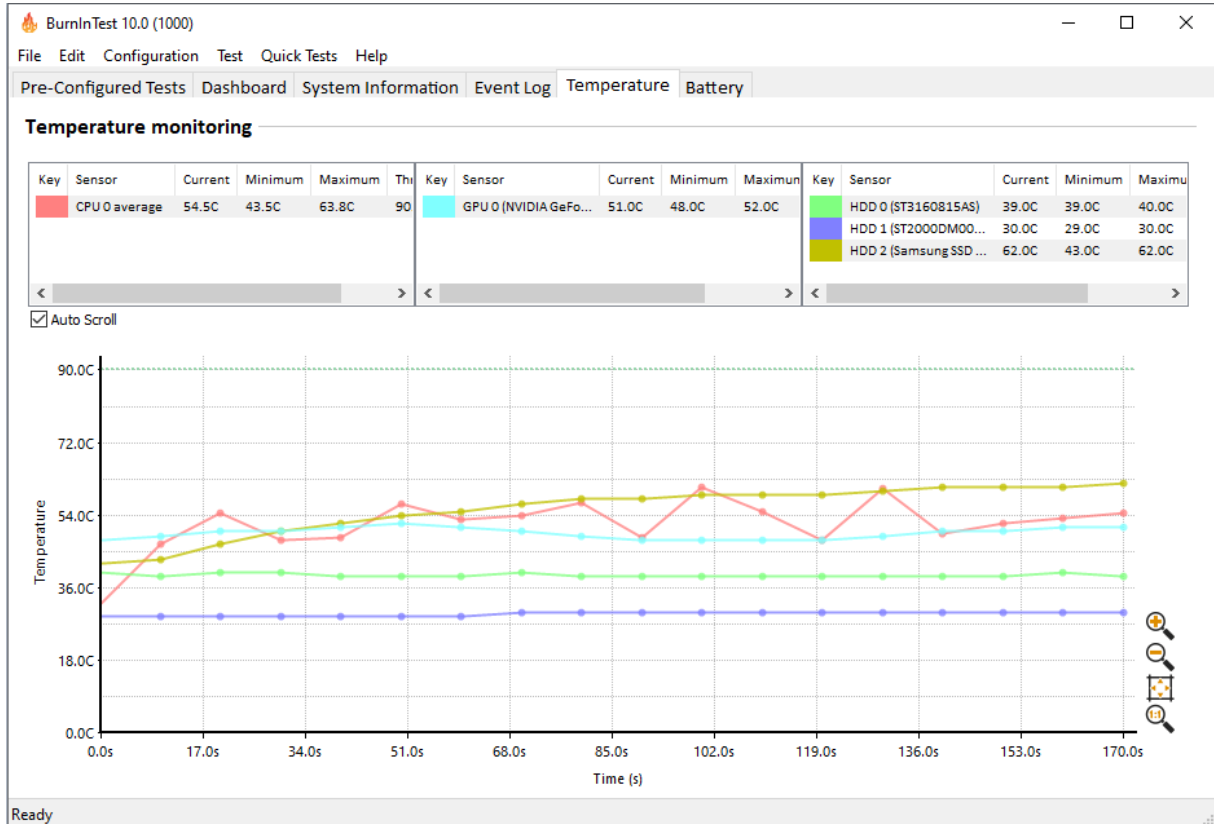 BurnInTest 10.0 (1000)
File Edit Configuration Test Quick Tests Help
Pre-Configured Tests Dashboard System Information Event Log Temperature Battery
Temperature monitoring
Key Sensor Current Minimum Maximum Thr
CPU 0 average 54.5C 43.5C 63.8C 90
Key Sensor Current Minimum Maximun
GPU 0 (NVIDIA GeFo... 51.0C 48.0C 52.0C
Key Sensor Current Minimum Maximu
HDD 0 (ST3160815AS) 39.0C 39.0C 40.0C
HDD 1 (ST2000DM00... 30.0C 29.0C 30.0C
HDD 2 (Samsung SSD ... 62.0C 43.0C 62.0C
Auto Scroll
90.0C
72.0C
54.0C
36.0C
18.0C
0.0C
Temperature
0.0s 17.0s 34.0s 51.0s 68.0s 85.0s 102.0s 119.0s 136.0s 153.0s 170.0s
Time (s)
1:1
Ready